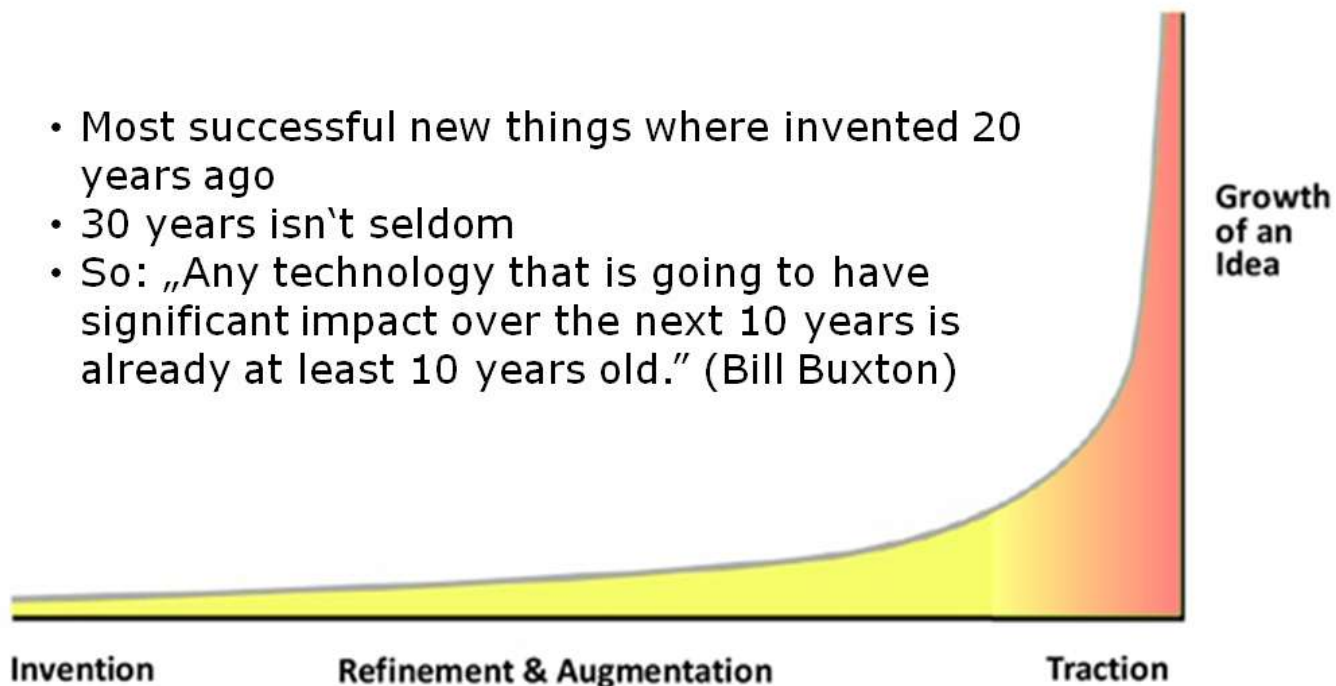 • Most successful new things where invented 20
years ago
• 30 years isn‛t seldom
• So: „Any technology that is going to have
significant impact over the next 10 years is
already at least 10 years old.” (Bill Buxton)
Growth
of an
Idea
Invention
Refinement & Augmentation
Traction